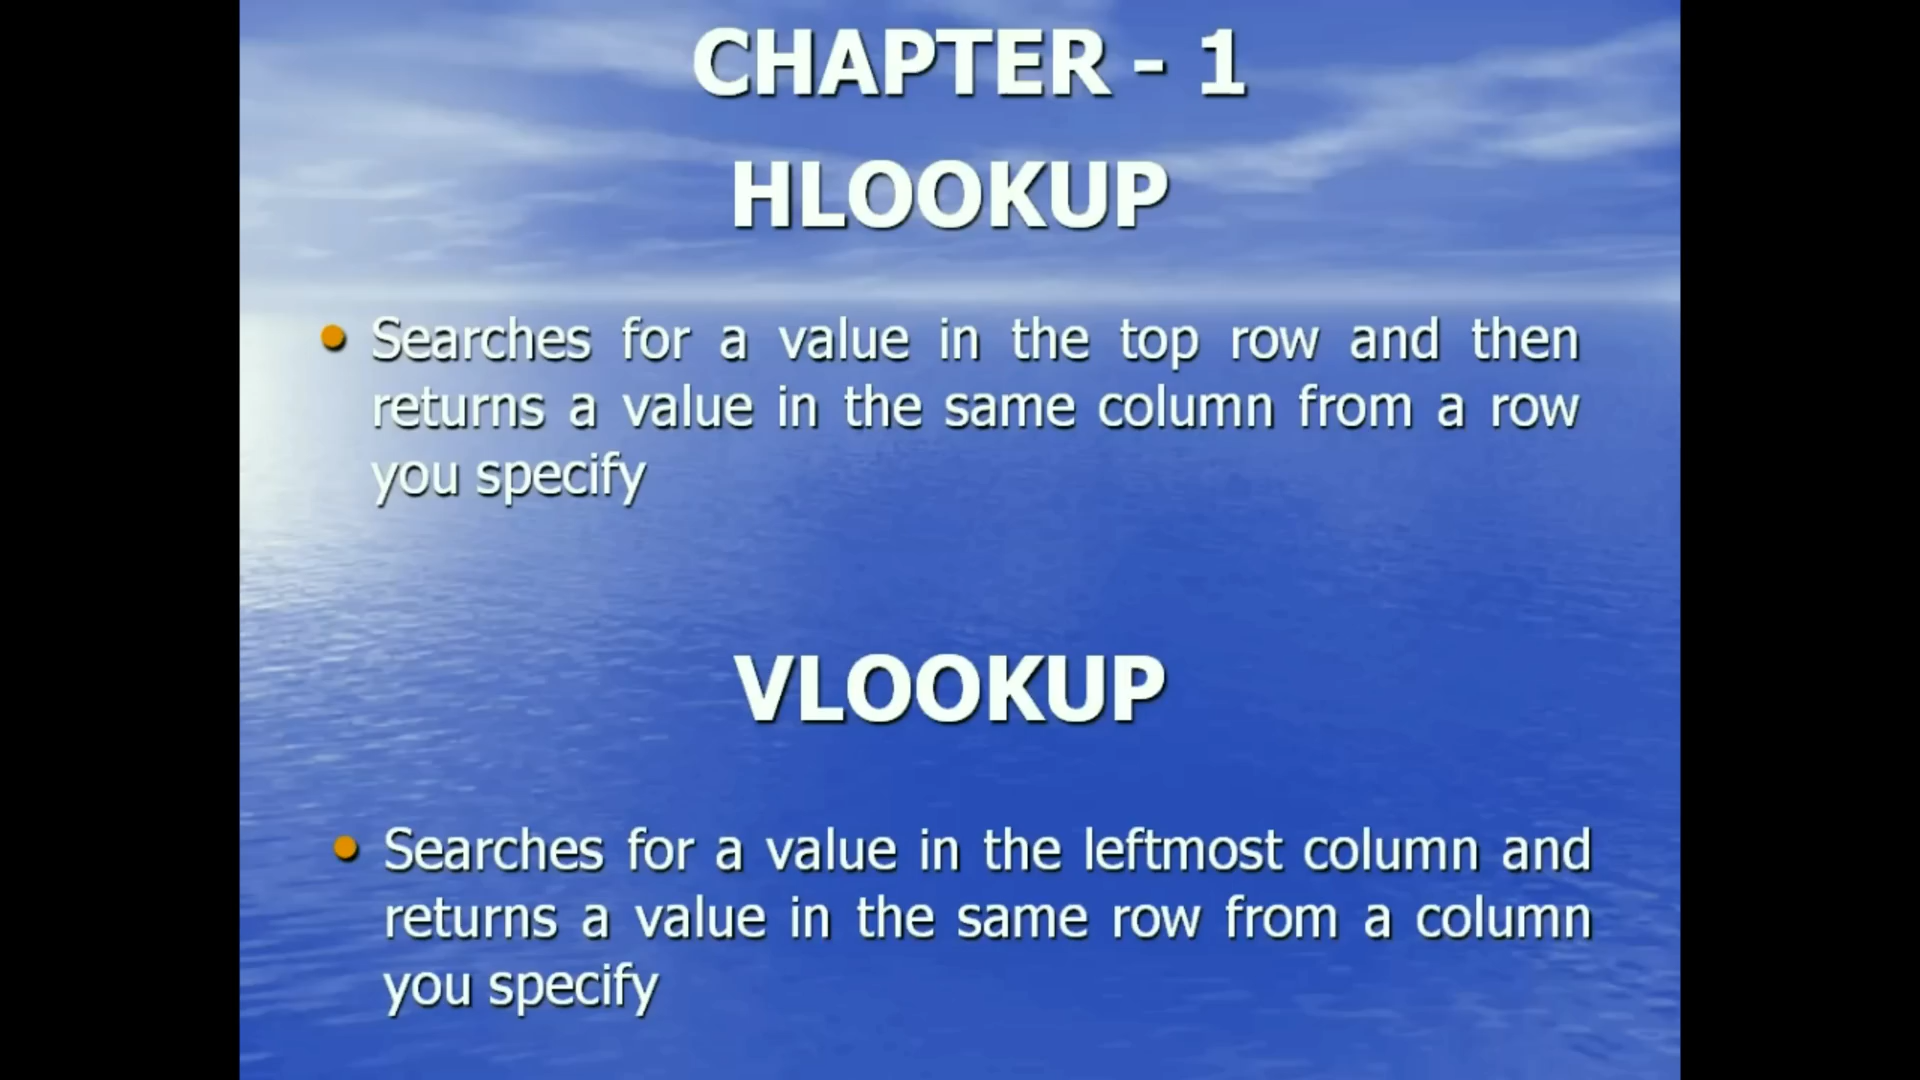 CHAPTER - 1
HLOOKUP
Searches for a value in the top row and then
returns a value in the same column from a row
you specify
VLOOKUP
Searches for a value in the leftmost column and
returns a value in the same row from a column
you specify